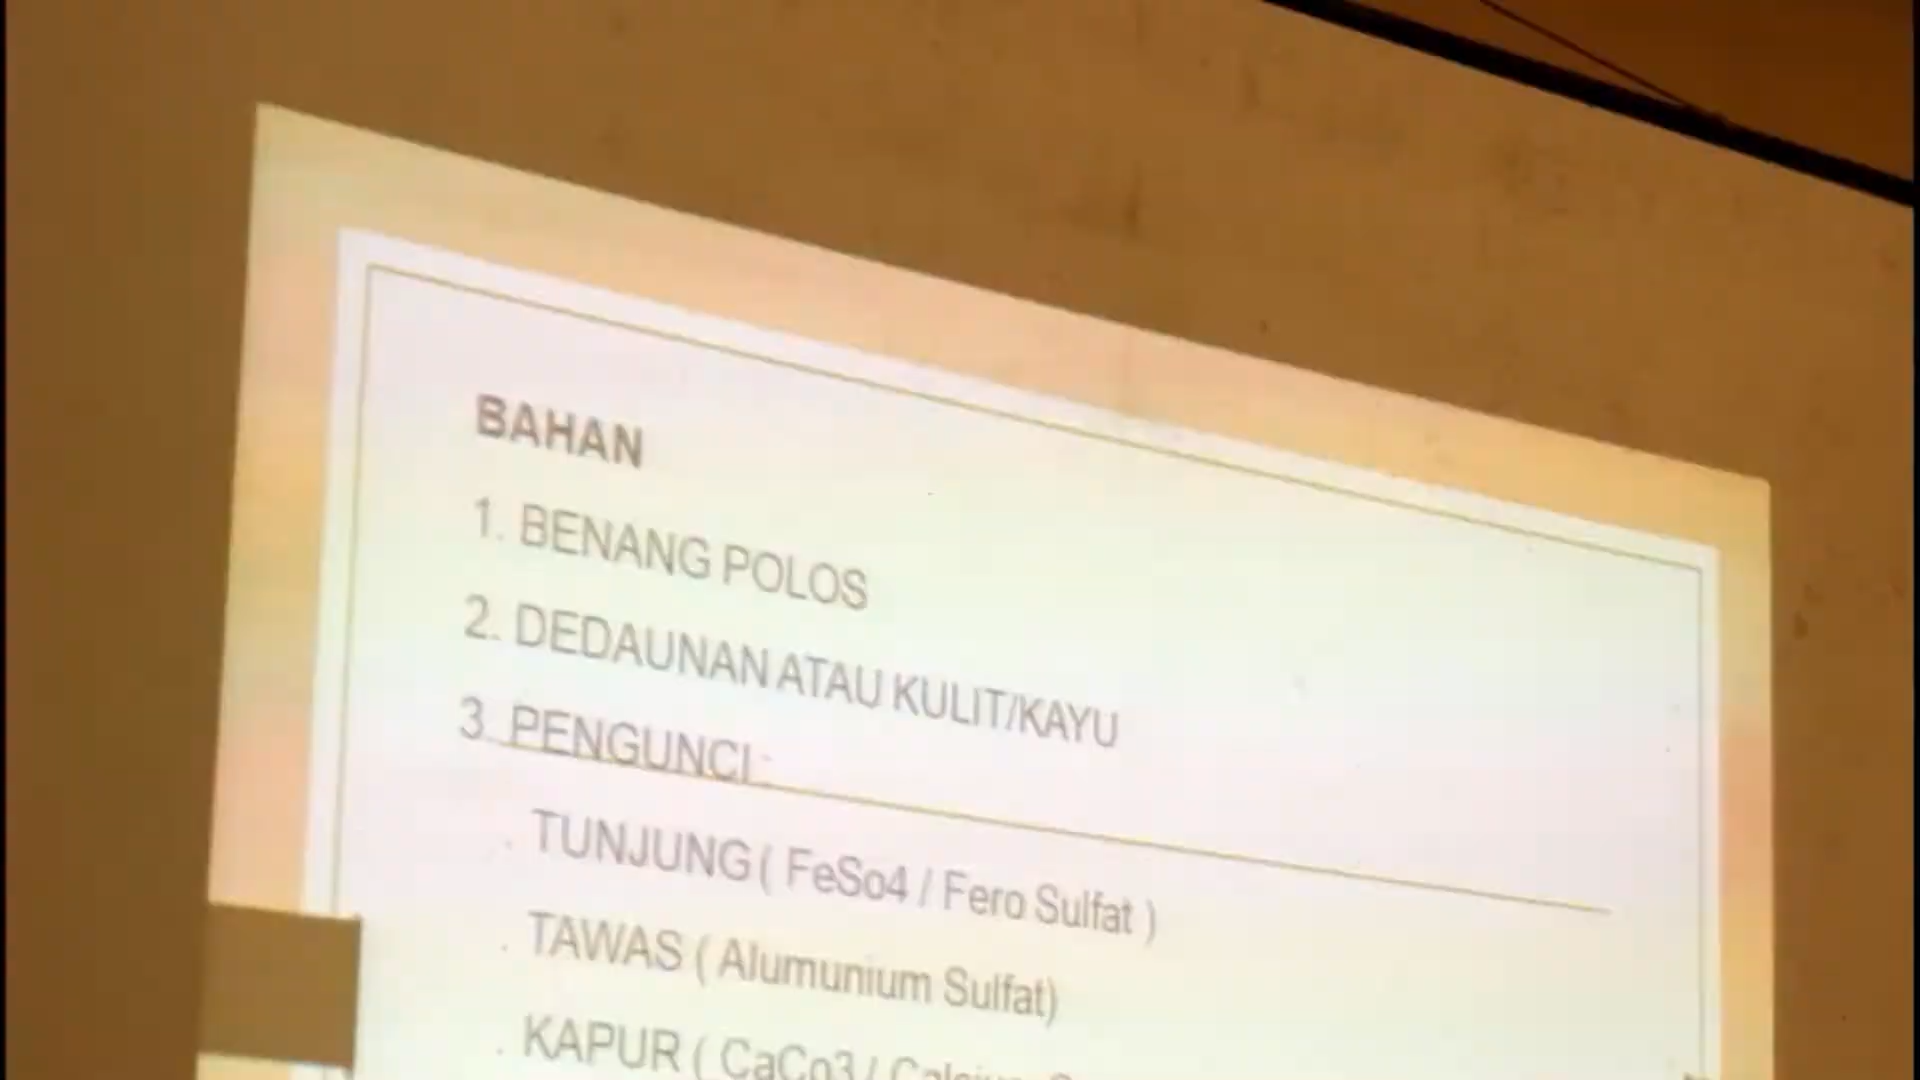 BAHAN
1. BENANG POLOS
2. DEDAUNAN ATAU KULIT/KAYU
3. PENGUNCI :
. TUNJUNG ( FeSo4 / Fero Sulfat )
. TAWAS ( Alumunium Sulfat)
. KAPUR ( CaCo3 /